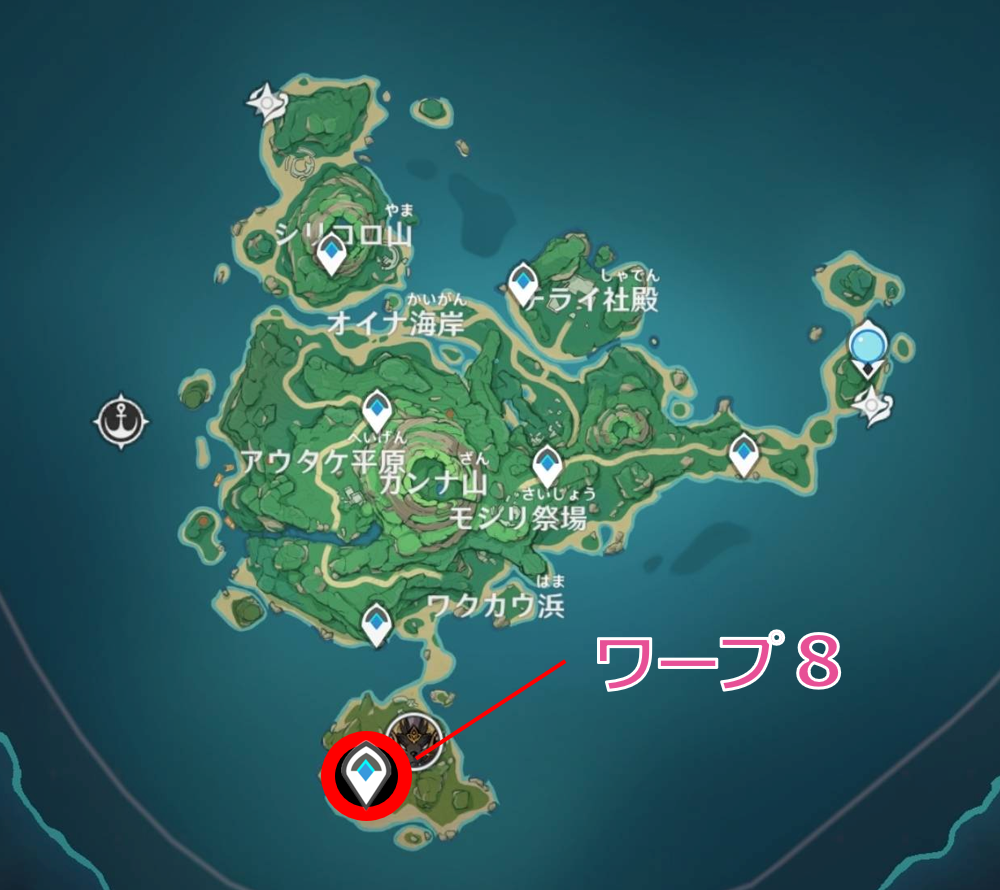 やま
シリコロ山
しゃでん
ナライ社殿
かいがん
オイナ海岸
へいげん
アウタケ平原
ざん
カンナ山
さいじょう
モシリ祭場
はま
ワクカウ浜
ワープ8